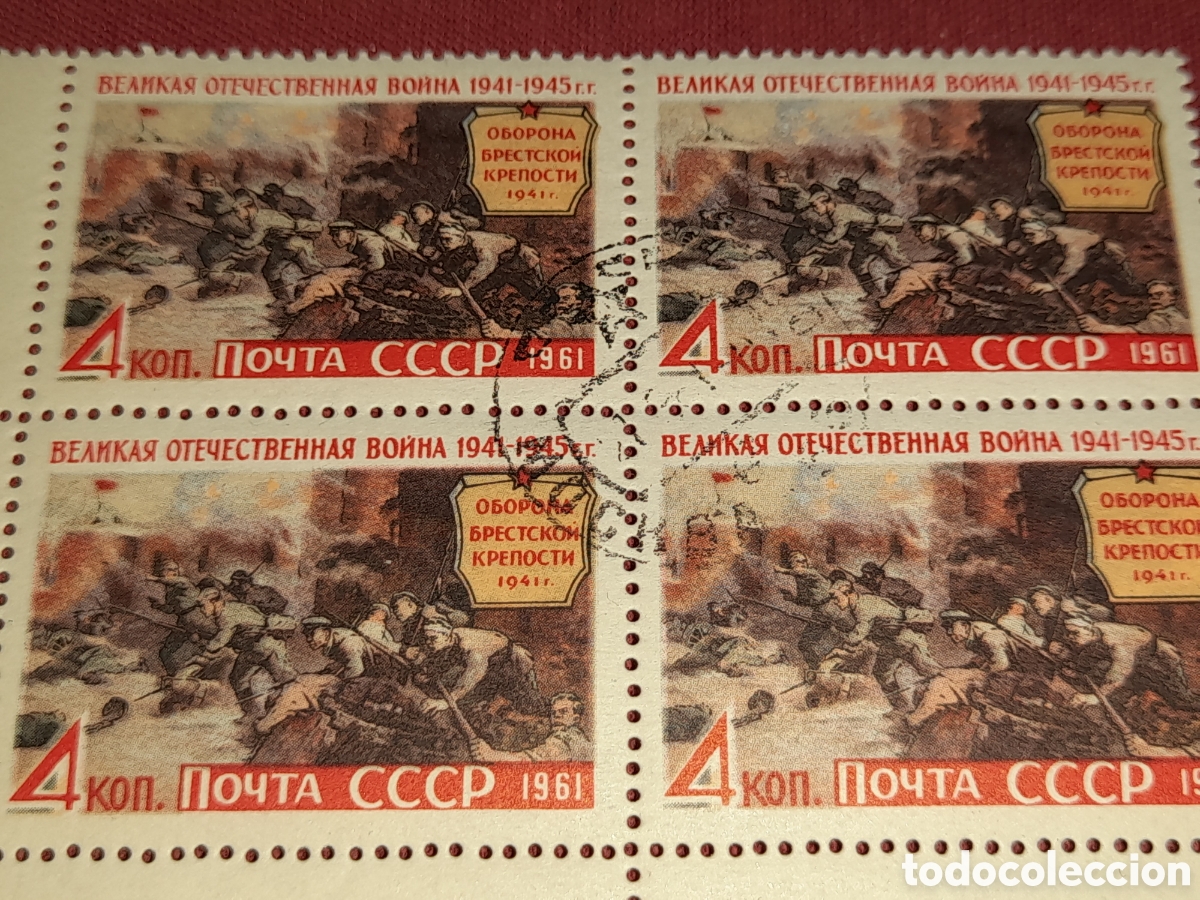 ВЕЛИКАЯ ОТЕЧЕСТВЕННАЯ ВОЙНА 1941-1945 г.г.
ОБОРОНА
БРЕСТСКОЙ
КРЕПОСТИ
1941 г.
4 КОП. ПОЧТА СССР 1961
ВЕЛИКАЯ ОТЕЧЕСТВЕННАЯ ВОЙНА 1941-1945 г.г.
ОБОРОНА
БРЕСТСКОЙ
КРЕПОСТИ
1941 г.
4 КОП. ПОЧТА СССР 1961
ВЕЛИКАЯ ОТЕЧЕСТВЕННАЯ ВОЙНА 1941-1945 г.г.
ОБОРОНА
БРЕСТСКОЙ
КРЕПОСТИ
1941 г.
4 КОП. ПОЧТА СССР 1961
ВЕЛИКАЯ ОТЕЧЕСТВЕННАЯ ВОЙНА 1941-1945 г
ОБОРОНА
БРЕСТСКОЙ
КРЕПОСТИ
1941 г.
4 КОП. ПОЧТА СССР
todocoleccion